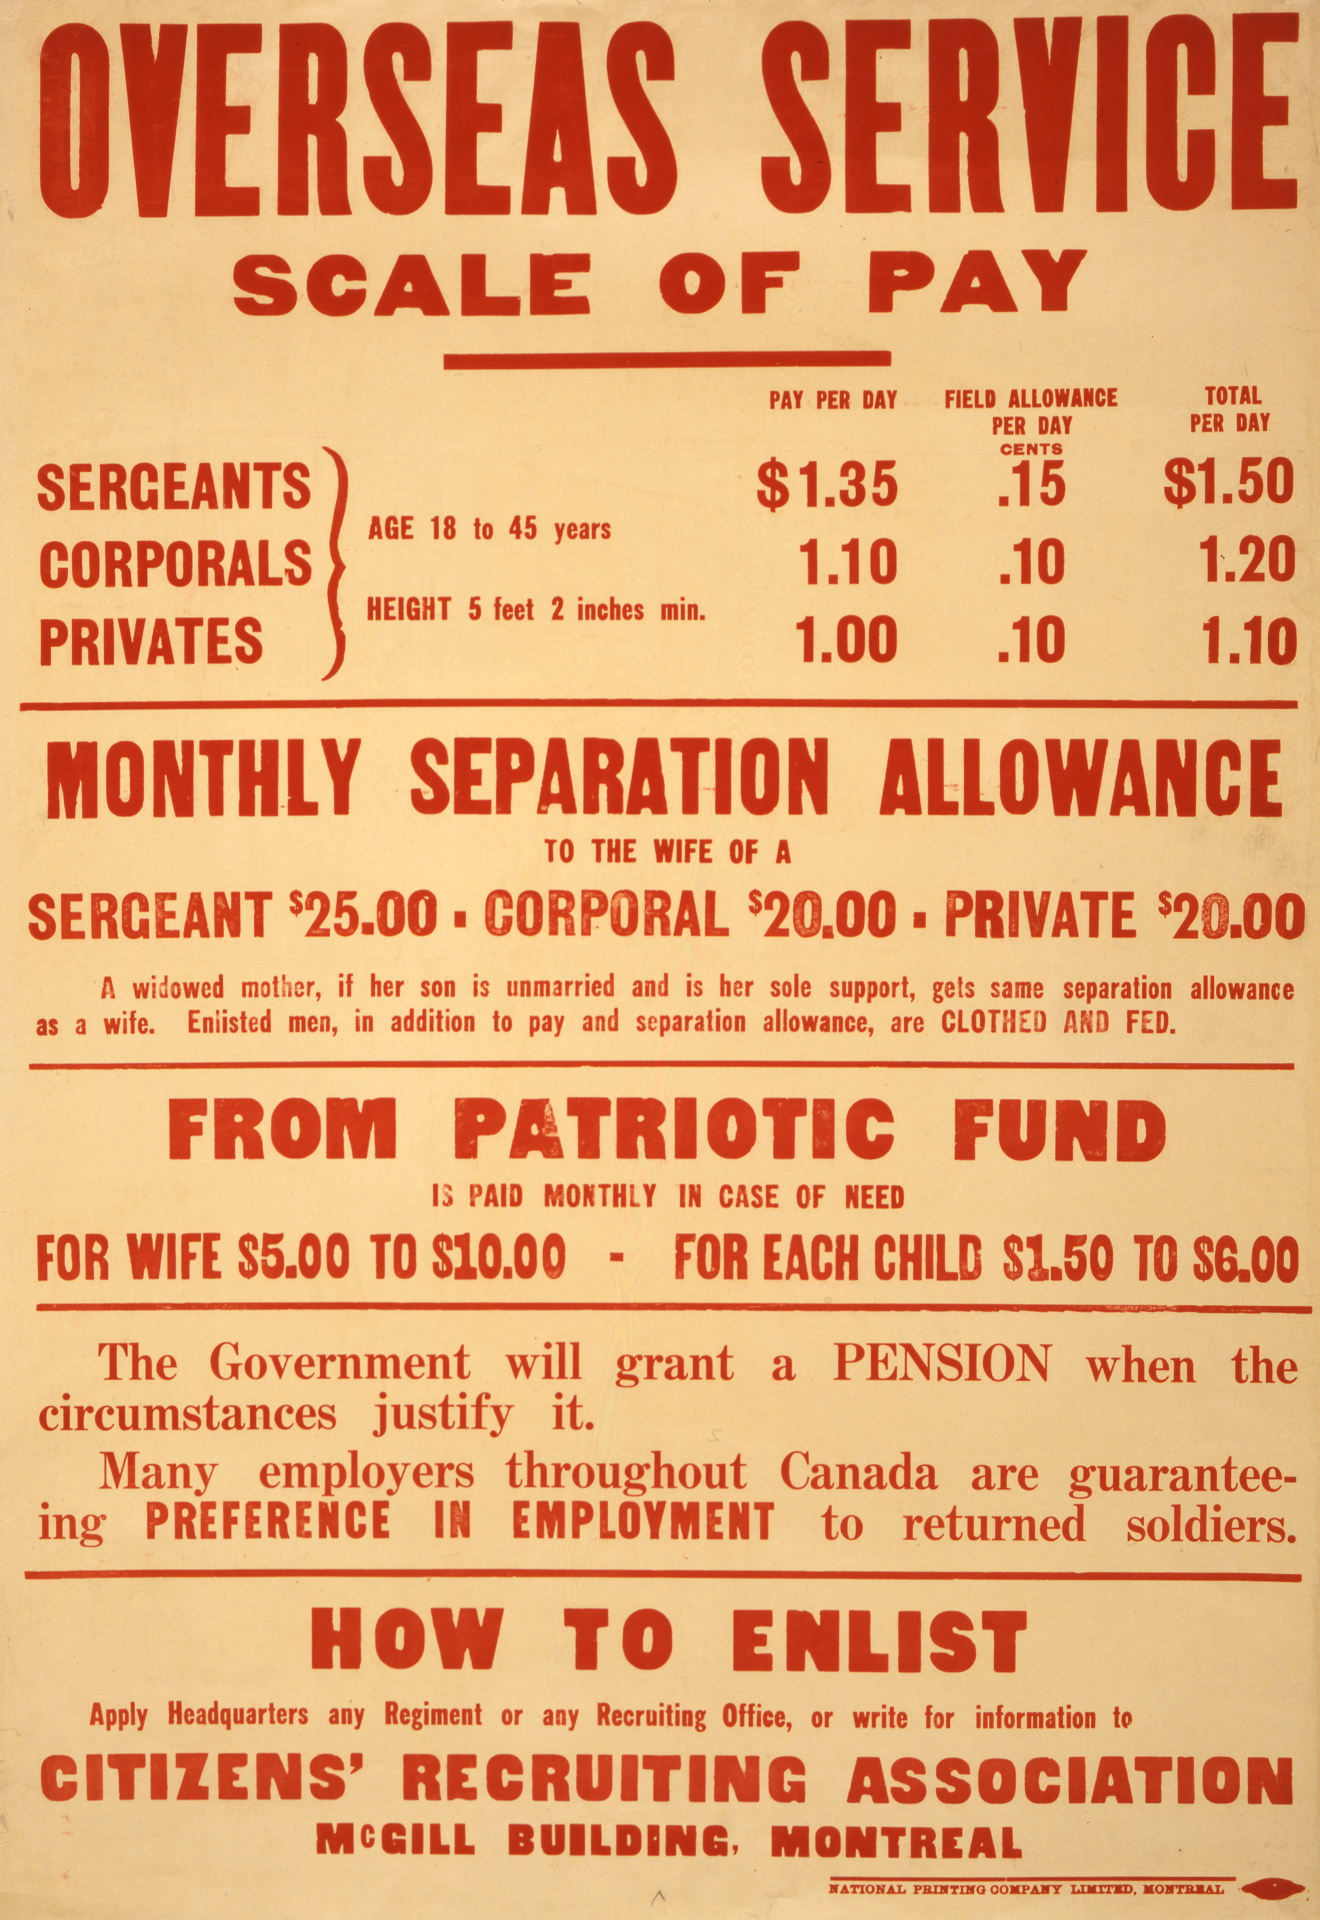 OVERSEAS SERVICE
SCALE OF PAY
PAY PER DAY FIELD ALLOWANCE PER DAY CENTS TOTAL PER DAY
SERGEANTS $1.35 .15 $1.50
AGE 18 to 45 years
CORPORALS 1.10 .10 1.20
HEIGHT 5 feet 2 inches min.
PRIVATES 1.00 .10 1.10
MONTHLY SEPARATION ALLOWANCE
TO THE WIFE OF A
SERGEANT $25.00 ▪ CORPORAL $20.00 ▪ PRIVATE $20.00
A widowed mother, if her son is unmarried and is her sole support, gets same separation allowance
as a wife. Enlisted men, in addition to pay and separation allowance, are CLOTHED AND FED.
FROM PATRIOTIC FUND
IS PAID MONTHLY IN CASE OF NEED
FOR WIFE $5.00 TO $10.00 - FOR EACH CHILD $1.50 TO $6.00
The Government will grant a PENSION when the
circumstances justify it.
Many employers throughout Canada are guarantee-
ing PREFERENCE IN EMPLOYMENT to returned soldiers.
HOW TO ENLIST
Apply Headquarters any Regiment or any Recruiting Office, or write for information to
CITIZENS' RECRUITING ASSOCIATION
McGILL BUILDING, MONTREAL
NATIONAL PRINTING COMPANY LIMITED, MONTREAL